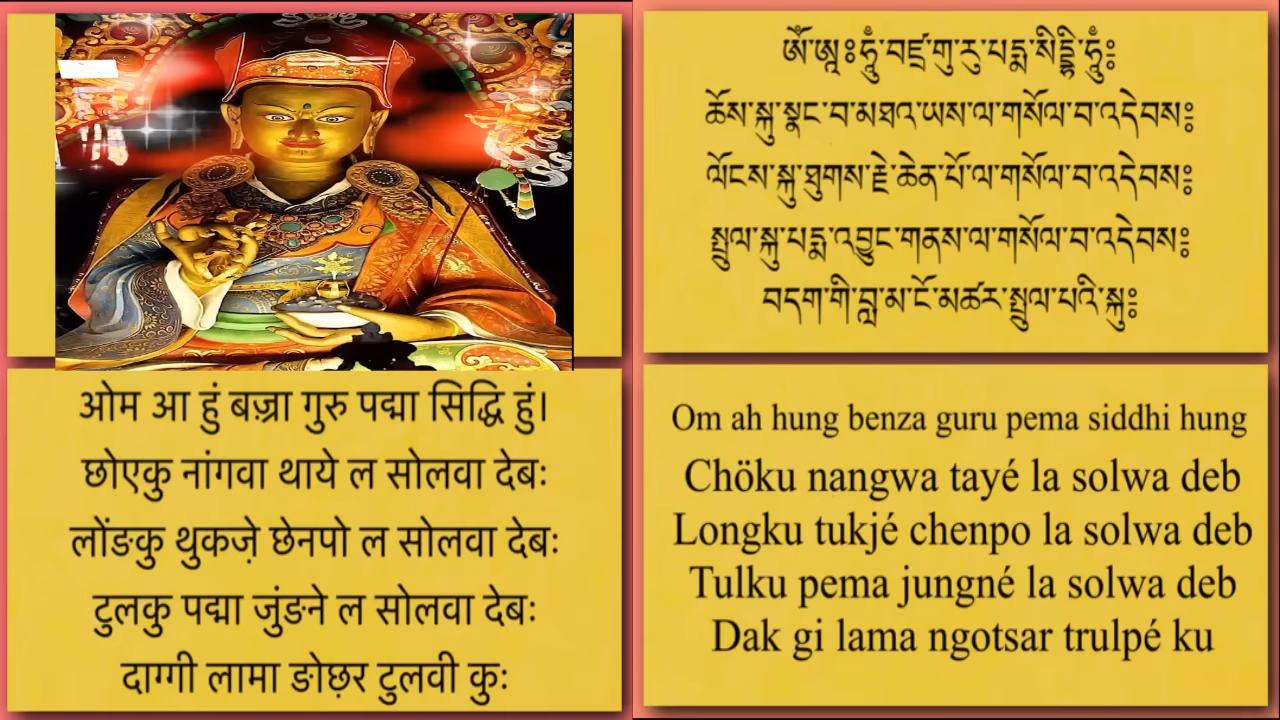 ཨོཾ་ཨཱཿ་ཧཱུྃ་བཛྲ་གུ་རུ་པདྨ་སིདྡྷི་ཧཱུྃ༔
ཆོས་སྐུ་སྣང་བ་མཐའ་ཡས་ལ་གསོལ་བ་འདེབས༔
ལོངས་སྐུ་ཐུགས་རྗེ་ཆེན་པོ་ལ་གསོལ་བ་འདེབས༔
སྤྲུལ་སྐུ་པདྨ་འབྱུང་གནས་ལ་གསོལ་བ་འདེབས༔
བདག་གི་བླ་མ་ངོ་མཚར་སྤྲུལ་པའི་སྐུ༔
ओम आ हुं बज़्रा गुरु पद्मा सिद्धि हुं।
छोएकु नांगवा थाये ल सोलवा देबः
लोंङकु थुकज़े छेनपो ल सोलवा देबः
टुलकु पद्मा जुंङने ल सोलवा देबः
दाग्गी लामा ङोछ़र टुलवी कुः
Om ah hung benza guru pema siddhi hung
Chöku nangwa tayé la solwa deb
Longku tukjé chenpo la solwa deb
Tulku pema jungné la solwa deb
Dak gi lama ngotsar trulpé ku